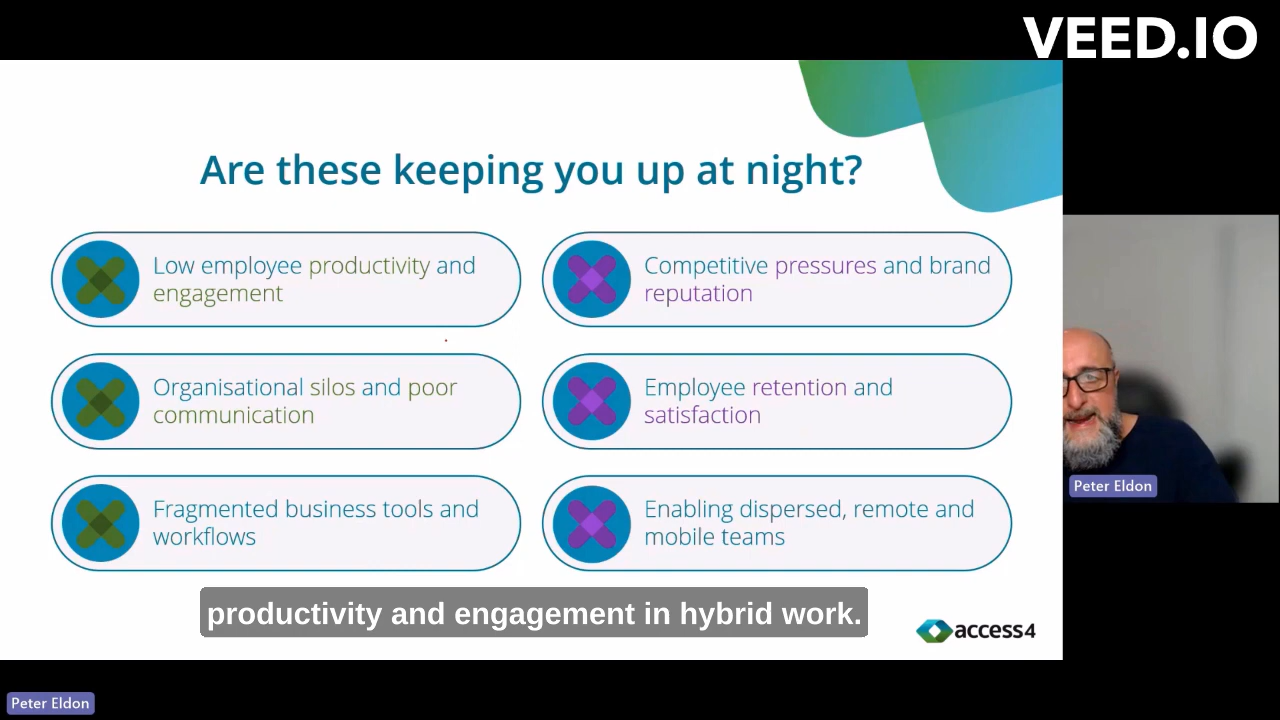 VEED.IO
Are these keeping you up at night?
Low employee productivity and
engagement
Competitive pressures and brand
reputation
Organisational silos and poor
communication
Employee retention and
satisfaction
Fragmented business tools and
workflows
Enabling dispersed, remote and
mobile teams
productivity and engagement in hybrid work.
access4
Peter Eldon
Peter Eldon